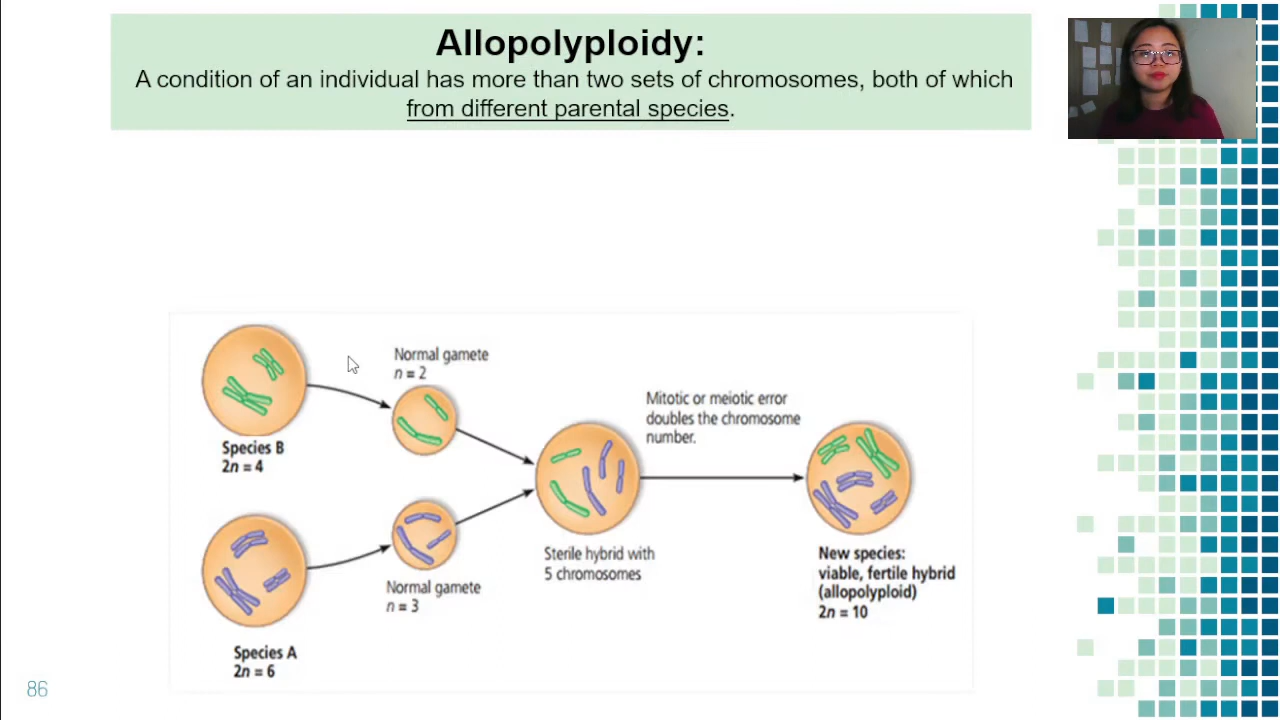 Allopolyploidy:
A condition of an individual has more than two sets of chromosomes, both of which
from different parental species.
Normal gamete
n = 2
Mitotic or meiotic error
doubles the chromosome
number.
Species B
2n = 4
Sterile hybrid with
5 chromosomes
New species:
viable, fertile hybrid
(allopolyploid)
2n = 10
Normal gamete
n = 3
Species A
2n = 6
86